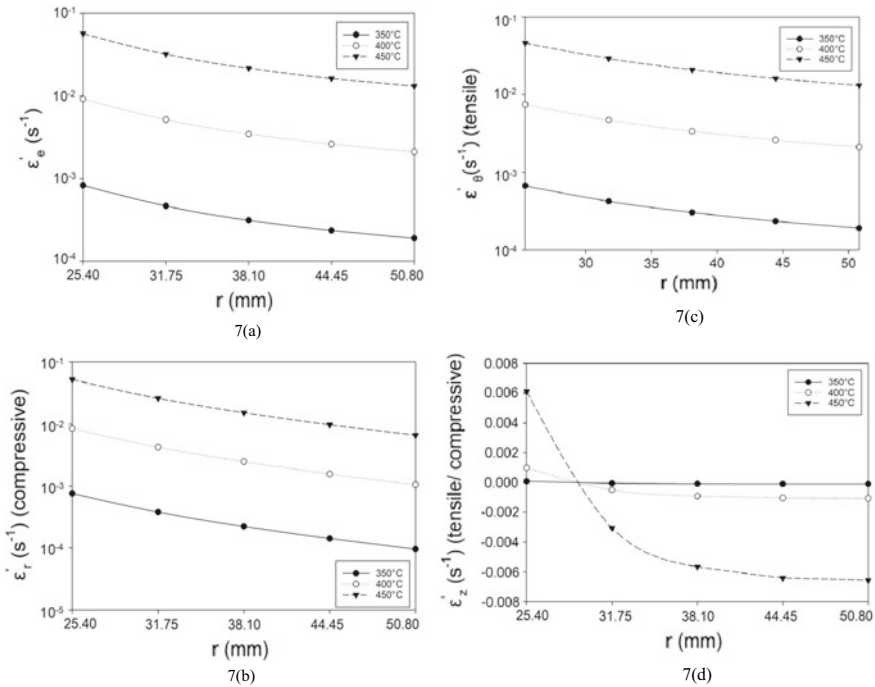 10⁻¹
10⁻²
10⁻³
10⁻⁴
ε̇ₑ (s⁻¹)
350°C
400°C
450°C
25.40 31.75 38.10 44.45 50.80
r (mm)
7(a)
10⁻¹
10⁻²
10⁻³
10⁻⁴
ε̇_θ(s⁻¹) (tensile)
350°C
400°C
450°C
30 35 40 45 50
r (mm)
7(c)
10⁻¹
10⁻²
10⁻³
10⁻⁴
10⁻⁵
ε̇ᵣ (s⁻¹) (compressive)
350°C
400°C
450°C
25.40 31.75 38.10 44.45 50.80
r (mm)
7(b)
0.008
0.006
0.004
0.002
0.000
-0.002
-0.004
-0.006
-0.008
ε̇_z (s⁻¹) (tensile/ compressive)
350°C
400°C
450°C
25.40 31.75 38.10 44.45 50.80
r (mm)
7(d)